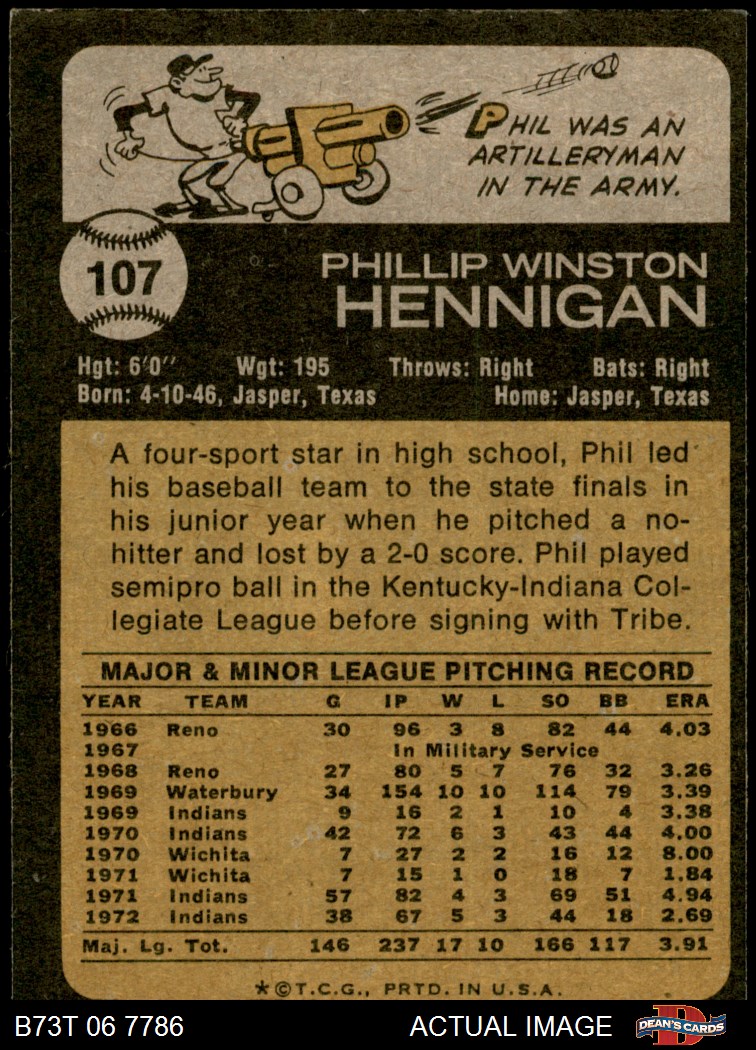 PHIL WAS AN
ARTILLERYMAN
IN THE ARMY.
107
PHILLIP WINSTON
HENNIGAN
Hgt: 6'0" Wgt: 195 Throws: Right Bats: Right
Born: 4-10-46, Jasper, Texas Home: Jasper, Texas
A four-sport star in high school, Phil led
his baseball team to the state finals in
his junior year when he pitched a no-
hitter and lost by a 2-0 score. Phil played
semipro ball in the Kentucky-Indiana Col-
legiate League before signing with Tribe.
MAJOR & MINOR LEAGUE PITCHING RECORD
YEAR TEAM G IP W L SO BB ERA
1966 Reno 30 96 3 8 82 44 4.03
1967 In Military Service
1968 Reno 27 80 5 7 76 32 3.26
1969 Waterbury 34 154 10 10 114 79 3.39
1969 Indians 9 16 2 1 10 4 3.38
1970 Indians 42 72 6 3 43 44 4.00
1970 Wichita 7 27 2 2 16 12 8.00
1971 Wichita 7 15 1 0 18 7 1.84
1971 Indians 57 82 4 3 69 51 4.94
1972 Indians 38 67 5 3 44 18 2.69
Maj. Lg. Tot. 146 237 17 10 166 117 3.91
*©T.C.G., PRTD. IN U.S.A.
B73T 06 7786 ACTUAL IMAGE DEAN'S CARDS